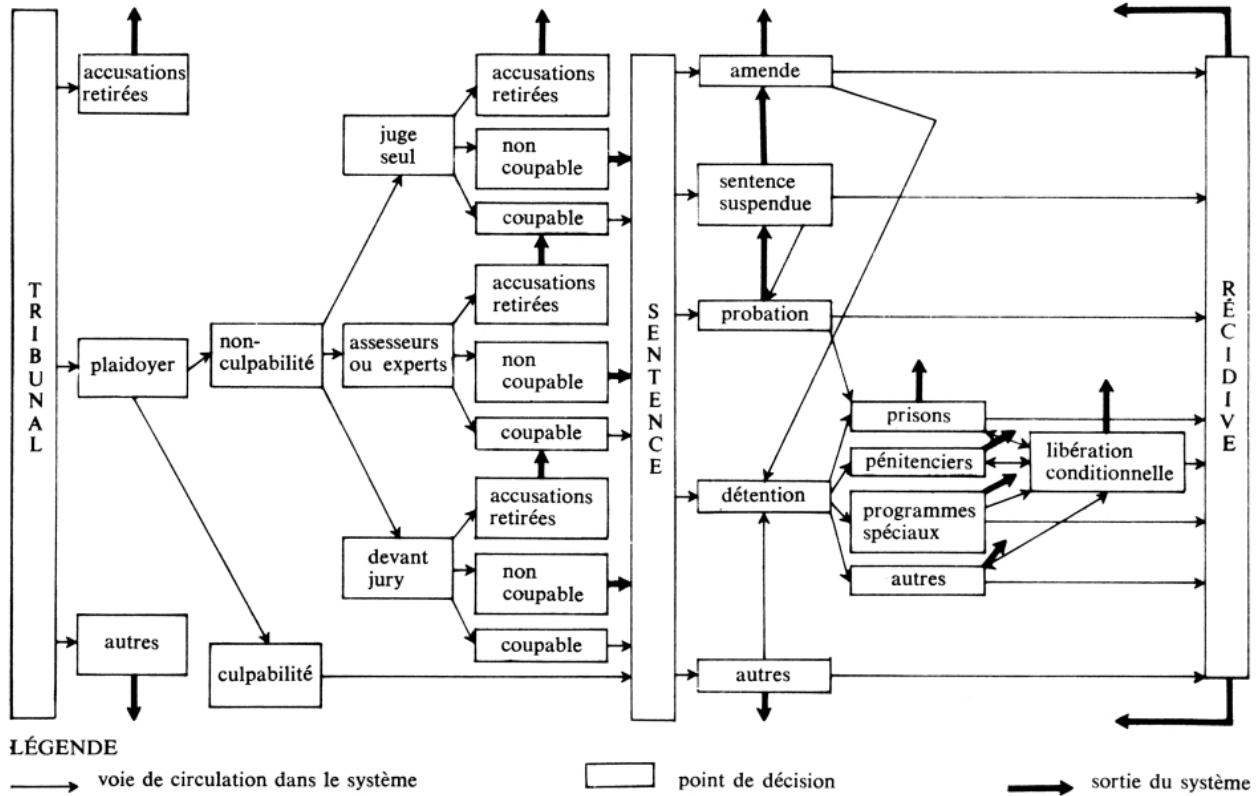 TRIBUNAL
accusations
retirées
plaidoyer
autres
non-
culpabilité
culpabilité
juge
seul
assesseurs
ou experts
devant
jury
accusations
retirées
non
coupable
coupable
accusations
retirées
non
coupable
coupable
accusations
retirées
non
coupable
coupable
SENTENCE
amende
sentence
suspendue
probation
détention
autres
prisons
pénitenciers
programmes
spéciaux
autres
libération
conditionnelle
RÉCIDIVE
LÉGENDE
voie de circulation dans le système
point de décision
sortie du système